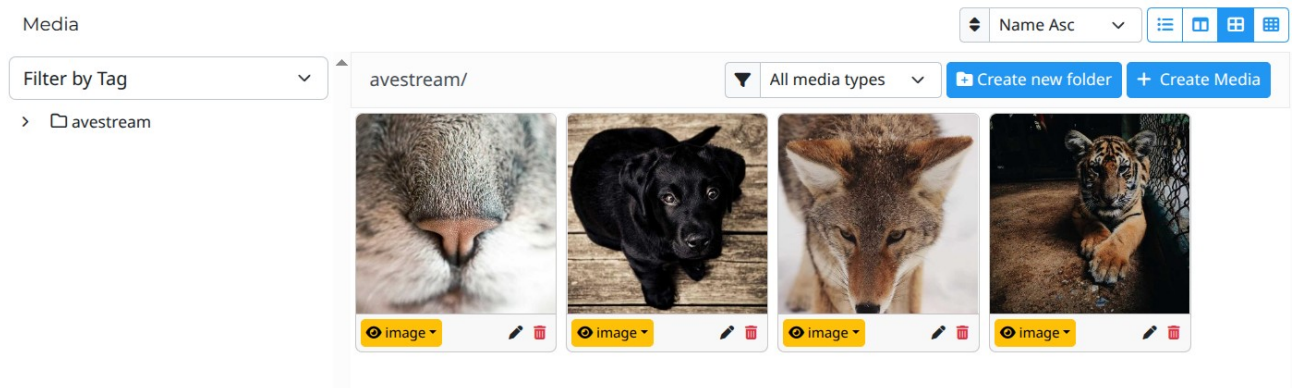 Media
Name Asc
Filter by Tag
avestream/
All media types
Create new folder
+ Create Media
avestream
image
image
image
image